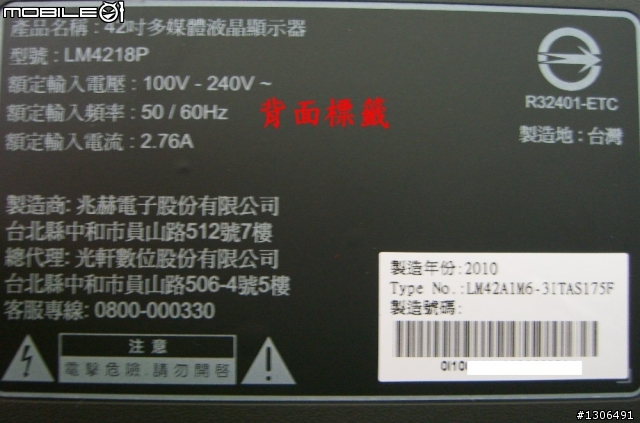 MOBILE01
產品名稱：42吋多媒體液晶顯示器
型號：LM4218P
額定輸入電壓：100V - 240V ~
額定輸入頻率：50 / 60Hz
額定輸入電流：2.76A
背面標籤
R32401-ETC
製造地：台灣
製造商: 兆赫電子股份有限公司
台北縣中和市員山路512號7樓
總代理: 光軒數位股份有限公司
台北縣中和市員山路506-4號5樓
客服專線: 0800-000330
注意
電擊危險,請勿開啟
製造年份:2010
Type No.:LM42A1M6-3ITAS175F
製造號碼:
#1306491